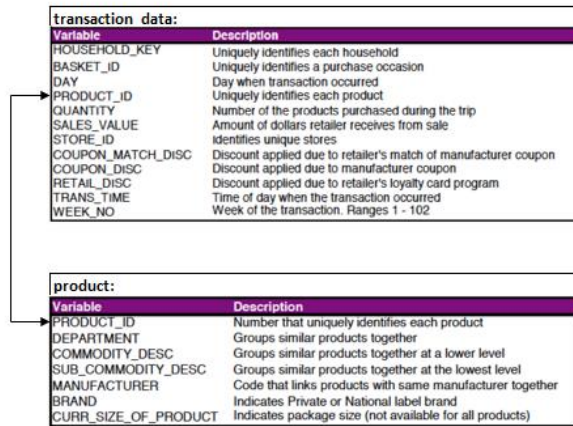 transaction_data:
Variable Description
HOUSEHOLD_KEY Uniquely identifies each household
BASKET_ID Uniquely identifies a purchase occasion
DAY Day when transaction occurred
PRODUCT_ID Uniquely identifies each product
QUANTITY Number of the products purchased during the trip
SALES_VALUE Amount of dollars retailer receives from sale
STORE_ID Identifies unique stores
COUPON_MATCH_DISC Discount applied due to retailer's match of manufacturer coupon
COUPON_DISC Discount applied due to manufacturer coupon
RETAIL_DISC Discount applied due to retailer's loyalty card program
TRANS_TIME Time of day when the transaction occurred
WEEK_NO Week of the transaction. Ranges 1 - 102
product:
Variable Description
PRODUCT_ID Number that uniquely identifies each product
DEPARTMENT Groups similar products together
COMMODITY_DESC Groups similar products together at a lower level
SUB_COMMODITY_DESC Groups similar products together at the lowest level
MANUFACTURER Code that links products with same manufacturer together
BRAND Indicates Private or National label brand
CURR_SIZE_OF_PRODUCT Indicates package size (not available for all products)